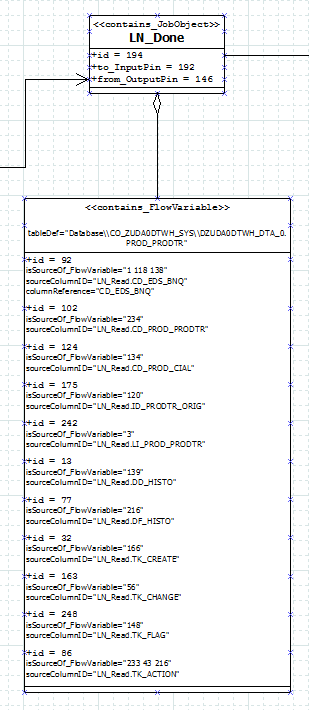 <<contains_JobObject>>
LN_Done
+id = 194
+to_InputPin = 192
+from_OutputPin = 146
<<contains_FlowVariable>>
tableDef="Database\\CO_ZUDA0DTWH_SYS\\DZUDA0DTWH_DTA_0.
PROD_PRODTR"
+id = 92
isSourceOf_FlowVariable="1 118 138"
sourceColumnID="LN_Read.CD_EDS_BNQ"
columnReference="CD_EDS_BNQ"
+id = 102
isSourceOf_FlowVariable="234"
sourceColumnID="LN_Read.CD_PROD_PRODTR"
+id = 124
isSourceOf_FlowVariable="134"
sourceColumnID="LN_Read.CD_PROD_CIAL"
+id = 175
isSourceOf_FlowVariable="120"
sourceColumnID="LN_Read.ID_PRODTR_ORIG"
+id = 242
isSourceOf_FlowVariable="3"
sourceColumnID="LN_Read.LI_PROD_PRODTR"
+id = 13
isSourceOf_FlowVariable="139"
sourceColumnID="LN_Read.DD_HISTO"
+id = 77
isSourceOf_FlowVariable="216"
sourceColumnID="LN_Read.DF_HISTO"
+id = 32
isSourceOf_FlowVariable="166"
sourceColumnID="LN_Read.TK_CREATE"
+id = 163
isSourceOf_FlowVariable="56"
sourceColumnID="LN_Read.TK_CHANGE"
+id = 248
isSourceOf_FlowVariable="148"
sourceColumnID="LN_Read.TK_FLAG"
+id = 86
isSourceOf_FlowVariable="233 43 216"
sourceColumnID="LN_Read.TK_ACTION"